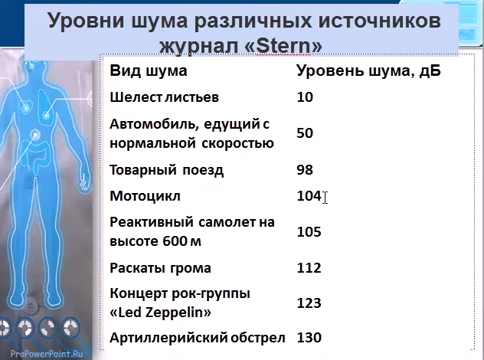 Уровни шума различных источников
журнал «Stern»
Вид шума Уровень шума, дБ
Шелест листьев 10
Автомобиль, едущий с
нормальной скоростью 50
Товарный поезд 98
Мотоцикл 104
Реактивный самолет на
высоте 600 м 105
Раскаты грома 112
Концерт рок-группы
«Led Zeppelin» 123
Артиллерийский обстрел 130
ProPowerPoint.Ru